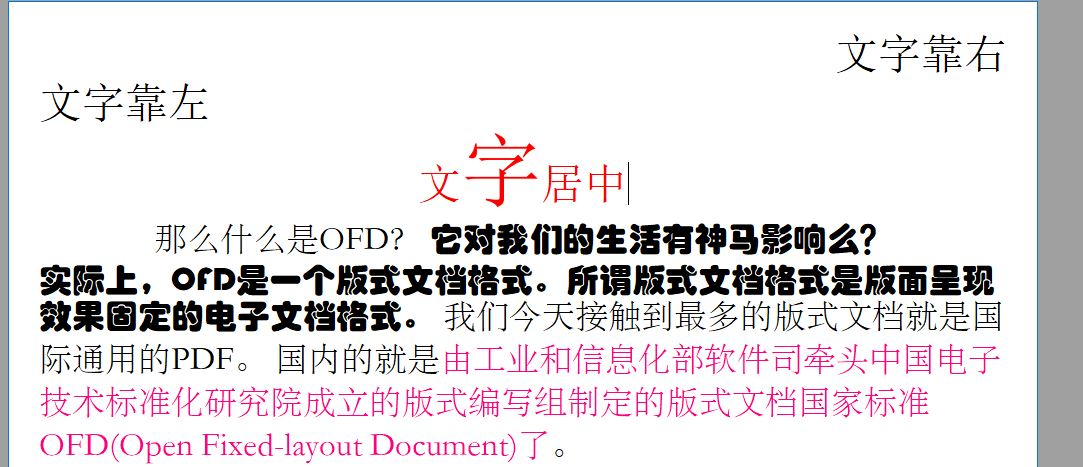 文字靠右
文字靠左
文字居中
那么什么是OFD? 它对我们的生活有神马影响么?
实际上，OFD是一个版式文档格式。所谓版式文档格式是版面呈现
效果固定的电子文档格式。 我们今天接触到最多的版式文档就是国
际通用的PDF。 国内的就是由工业和信息化部软件司牵头中国电子
技术标准化研究院成立的版式编写组制定的版式文档国家标准
OFD(Open Fixed-layout Document)了。